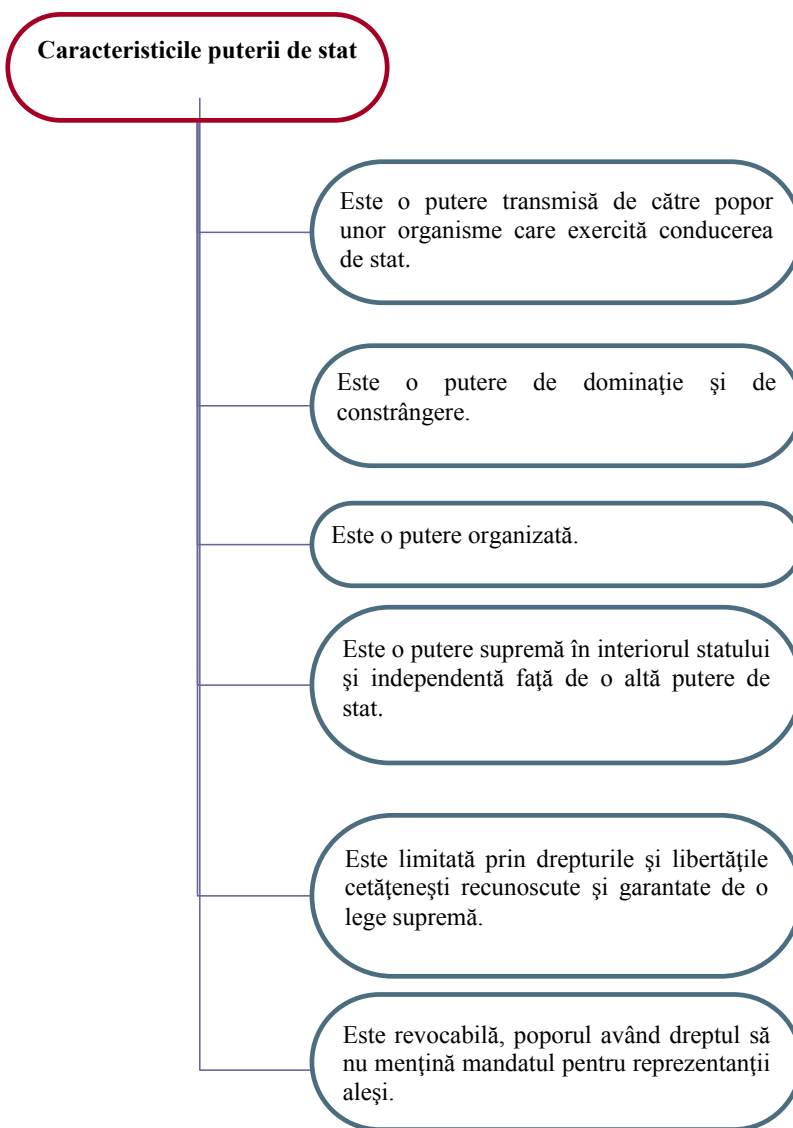 Caracteristicile puterii de stat
Este o putere transmisă de către popor
unor organisme care exercită conducerea
de stat.
Este o putere de dominaţie şi de
constrângere.
Este o putere organizată.
Este o putere supremă în interiorul statului
şi independentă faţă de o altă putere de
stat.
Este limitată prin drepturile şi libertăţile
cetăţeneşti recunoscute şi garantate de o
lege supremă.
Este revocabilă, poporul având dreptul să
nu menţină mandatul pentru reprezentanţii
aleşi.